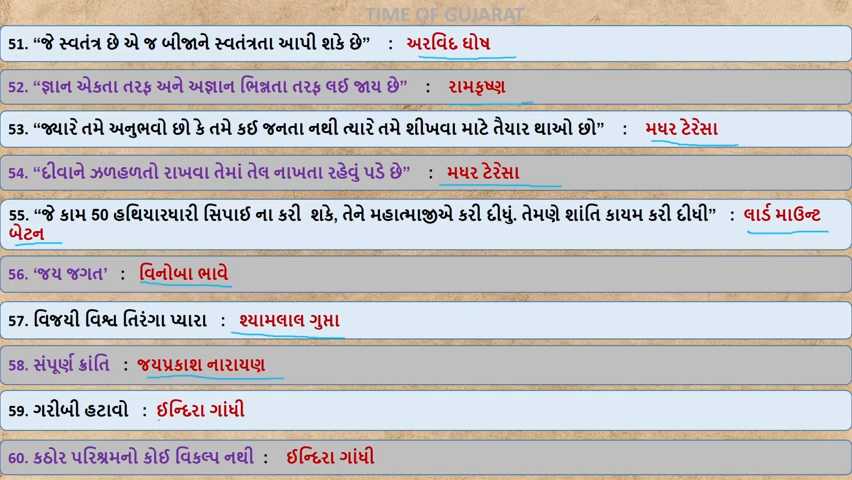 TIME OF GUJARAT
51. “જે સ્વતંત્ર છે એ જ બીજાને સ્વતંત્રતા આપી શકે છે” : અરવિંદ ઘોષ
52. “જ્ઞાન એકતા તરફ અને અજ્ઞાન ભિન્નતા તરફ લઈ જાય છે” : રામકૃષ્ણ
53. “જ્યારે તમે અનુભવો છો કે તમે કઈ જનતા નથી ત્યારે તમે શીખવા માટે તૈયાર થાઓ છો” : મધર ટેરેસા
54. “દીવાને ઝળહળતો રાખવા તેમાં તેલ નાખતા રહેવું પડે છે” : મધર ટેરેસા
55. “જે કામ 50 હથિયારધારી સિપાઈ ના કરી શકે, તેને મહાત્માજીએ કરી દીધું. તેમણે શાંતિ કાયમ કરી દીધી” : લાર્ડ માઉન્ટ
બેટન
56. ‘જય જગત’ : વિનોબા ભાવે
57. વિજયી વિશ્વ તિરંગા પ્યારા : શ્યામલાલ ગુપ્તા
58. સંપૂર્ણ ક્રાંતિ : જયપ્રકાશ નારાયણ
59. ગરીબી હટાવો : ઈન્દિરા ગાંધી
60. કઠોર પરિશ્રમનો કોઈ વિકલ્પ નથી : ઈન્દિરા ગાંધી